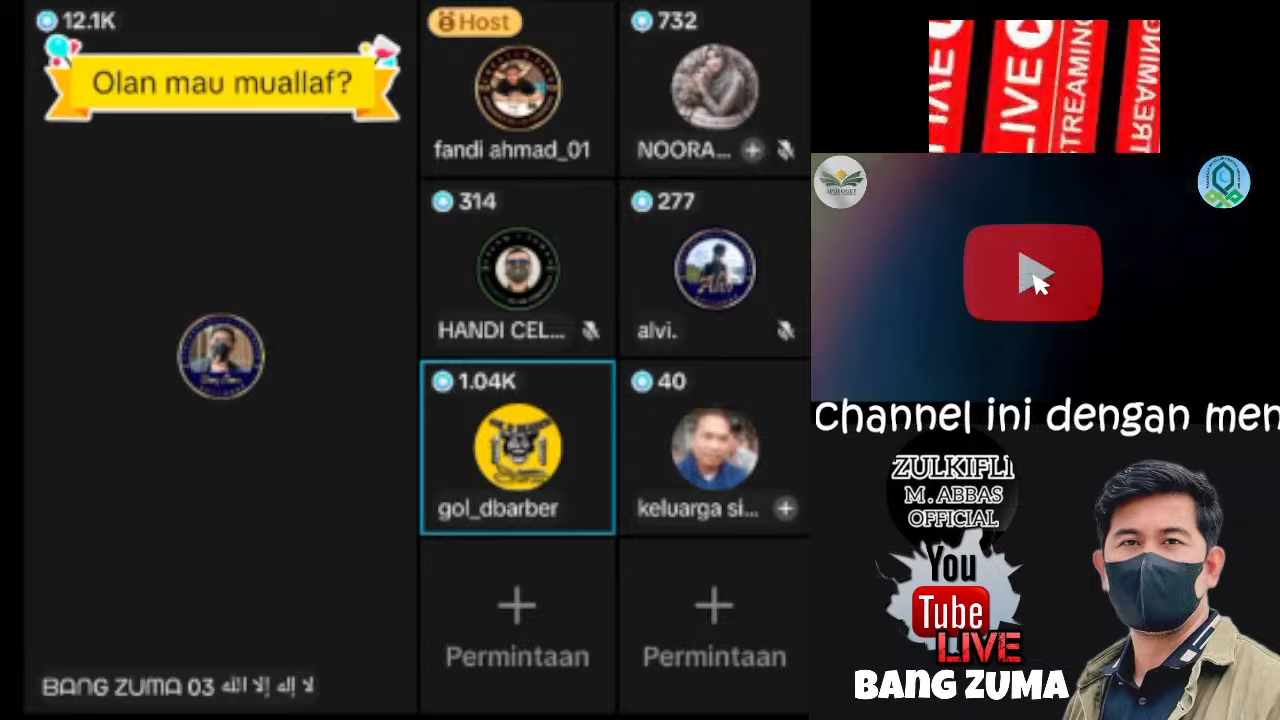 12.1K
Olan mau muallaf?
BANG ZUMA 03 لا إله إلا الله
Host
fandi ahmad_01
732
NOORA...
314
HANDI CEL...
277
alvi.
1.04K
gol_dbarber
40
keluarga si...
Permintaan
Permintaan
LIVE
LIVE
STREAMING
TREAMING
Channel ini dengan men
ZULKIFLI
M. ABBAS
OFFICIAL
You
Tube
LIVE
BANG ZUMA